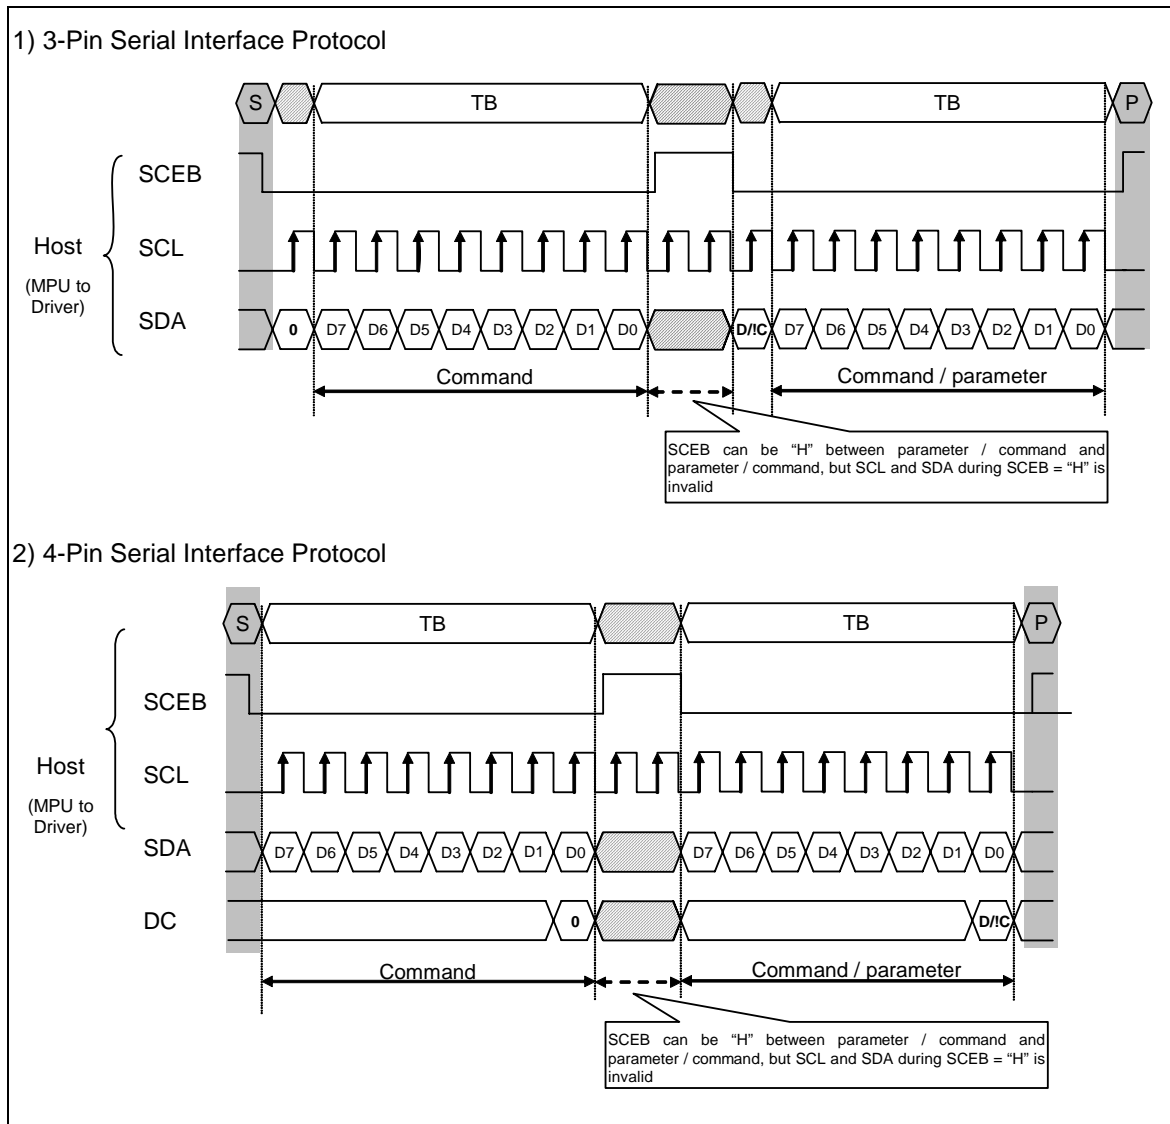 1) 3-Pin Serial Interface Protocol
S TB TB P
SCEB
Host
(MPU to
Driver)
SCL
SDA
0 D7 D6 D5 D4 D3 D2 D1 D0 D/!C D7 D6 D5 D4 D3 D2 D1 D0
Command
Command / parameter
SCEB can be “H” between parameter / command and
parameter / command, but SCL and SDA during SCEB = “H” is
invalid
2) 4-Pin Serial Interface Protocol
S TB TB P
SCEB
Host
(MPU to
Driver)
SCL
SDA
D7 D6 D5 D4 D3 D2 D1 D0 D7 D6 D5 D4 D3 D2 D1 D0
DC
0 D/!C
Command
Command / parameter
SCEB can be “H” between parameter / command and
parameter / command, but SCL and SDA during SCEB = “H” is
invalid